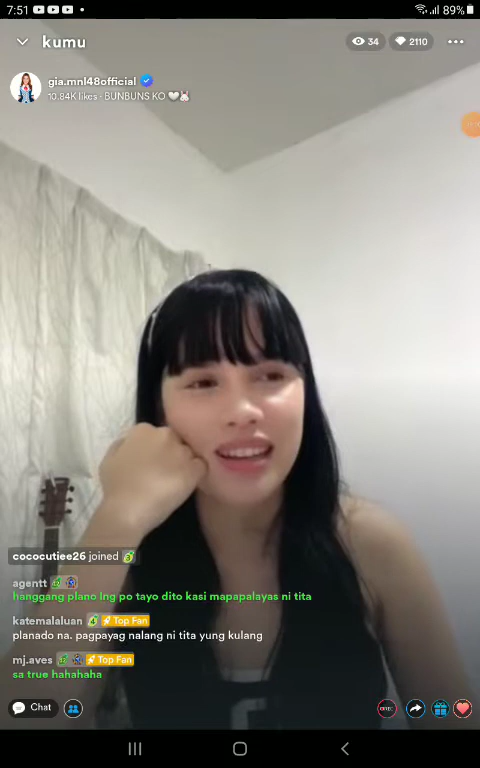 7:51
89%
kumu
34
2110
gia.mnl48official
10.84K likes · BUNBUNS KO
cococutiee26 joined
agentt
hanggang plano lng po tayo dito kasi mapapalayas ni tita
katemalaluan Top Fan
planado na. pagpayag nalang ni tita yung kulang
mj.aves Top Fan
sa true hahahaha
Chat